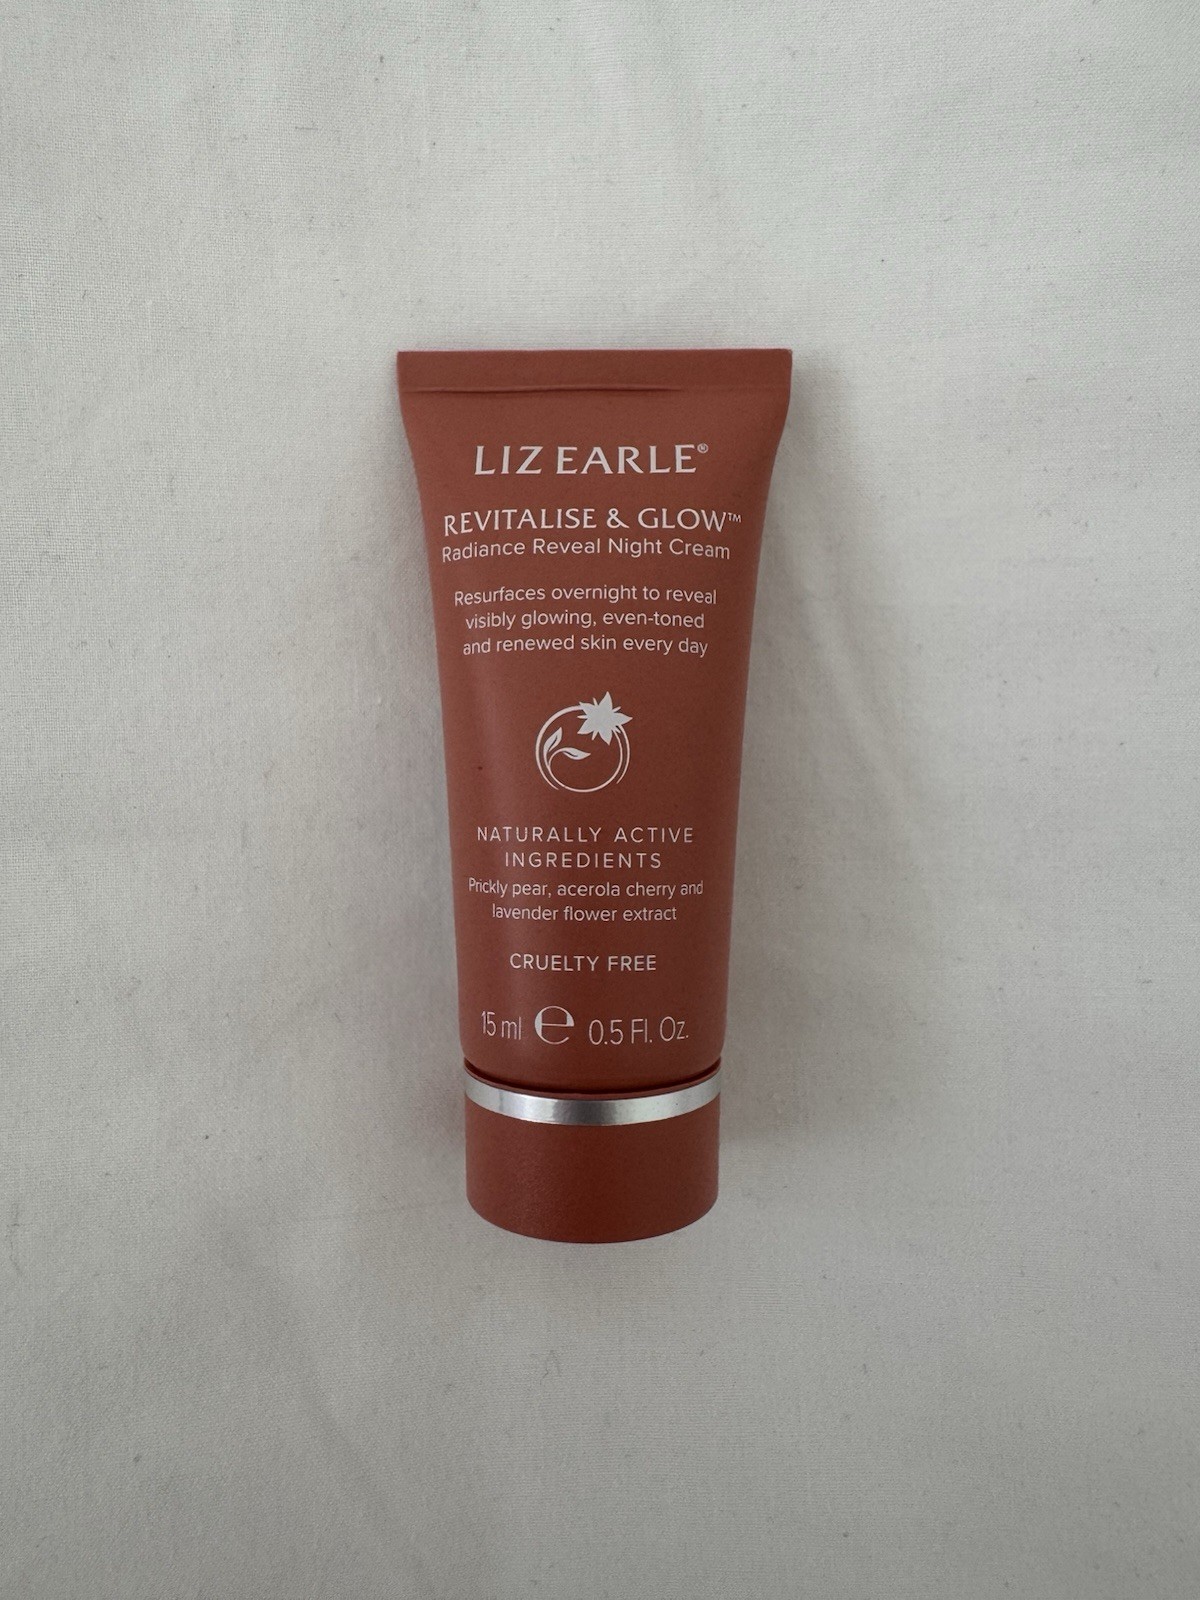 LIZ EARLE®
REVITALISE & GLOW™
Radiance Reveal Night Cream
Resurfaces overnight to reveal
visibly glowing, even-toned
and renewed skin every day
NATURALLY ACTIVE
INGREDIENTS
Prickly pear, acerola cherry and
lavender flower extract
CRUELTY FREE
15 ml ℮ 0.5 Fl. Oz.